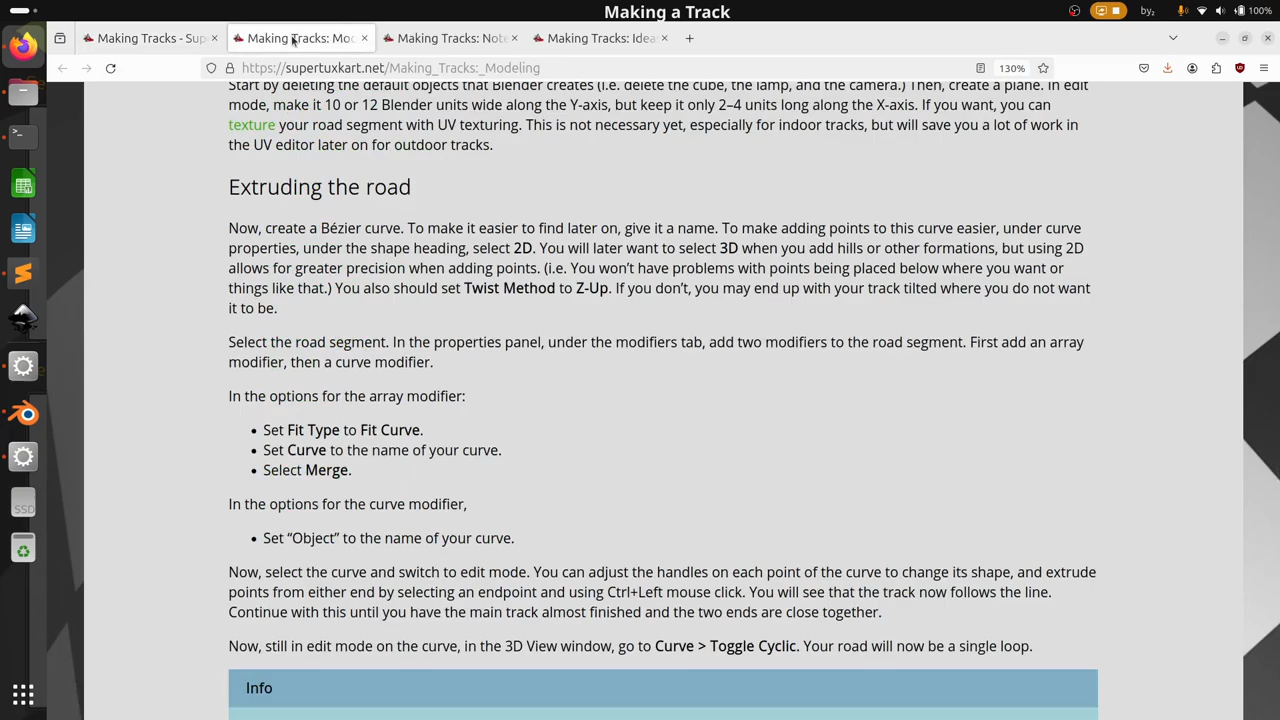 Making a Track
by₂
100%
Making Tracks - Sup
Making Tracks: Mod
Making Tracks: Note
Making Tracks: Idea
https://supertuxkart.net/Making_Tracks:_Modeling
130%
Start by deleting the default objects that Blender creates (i.e. delete the cube, the lamp, and the camera.) Then, create a plane. In edit
mode, make it 10 or 12 Blender units wide along the Y-axis, but keep it only 2–4 units long along the X-axis. If you want, you can
texture your road segment with UV texturing. This is not necessary yet, especially for indoor tracks, but will save you a lot of work in
the UV editor later on for outdoor tracks.
Extruding the road
Now, create a Bézier curve. To make it easier to find later on, give it a name. To make adding points to this curve easier, under curve
properties, under the shape heading, select 2D. You will later want to select 3D when you add hills or other formations, but using 2D
allows for greater precision when adding points. (i.e. You won’t have problems with points being placed below where you want or
things like that.) You also should set Twist Method to Z-Up. If you don’t, you may end up with your track tilted where you do not want
it to be.
Select the road segment. In the properties panel, under the modifiers tab, add two modifiers to the road segment. First add an array
modifier, then a curve modifier.
In the options for the array modifier:
• Set Fit Type to Fit Curve.
• Set Curve to the name of your curve.
• Select Merge.
In the options for the curve modifier,
• Set “Object” to the name of your curve.
Now, select the curve and switch to edit mode. You can adjust the handles on each point of the curve to change its shape, and extrude
points from either end by selecting an endpoint and using Ctrl+Left mouse click. You will see that the track now follows the line.
Continue with this until you have the main track almost finished and the two ends are close together.
Now, still in edit mode on the curve, in the 3D View window, go to Curve > Toggle Cyclic. Your road will now be a single loop.
SSD
Info